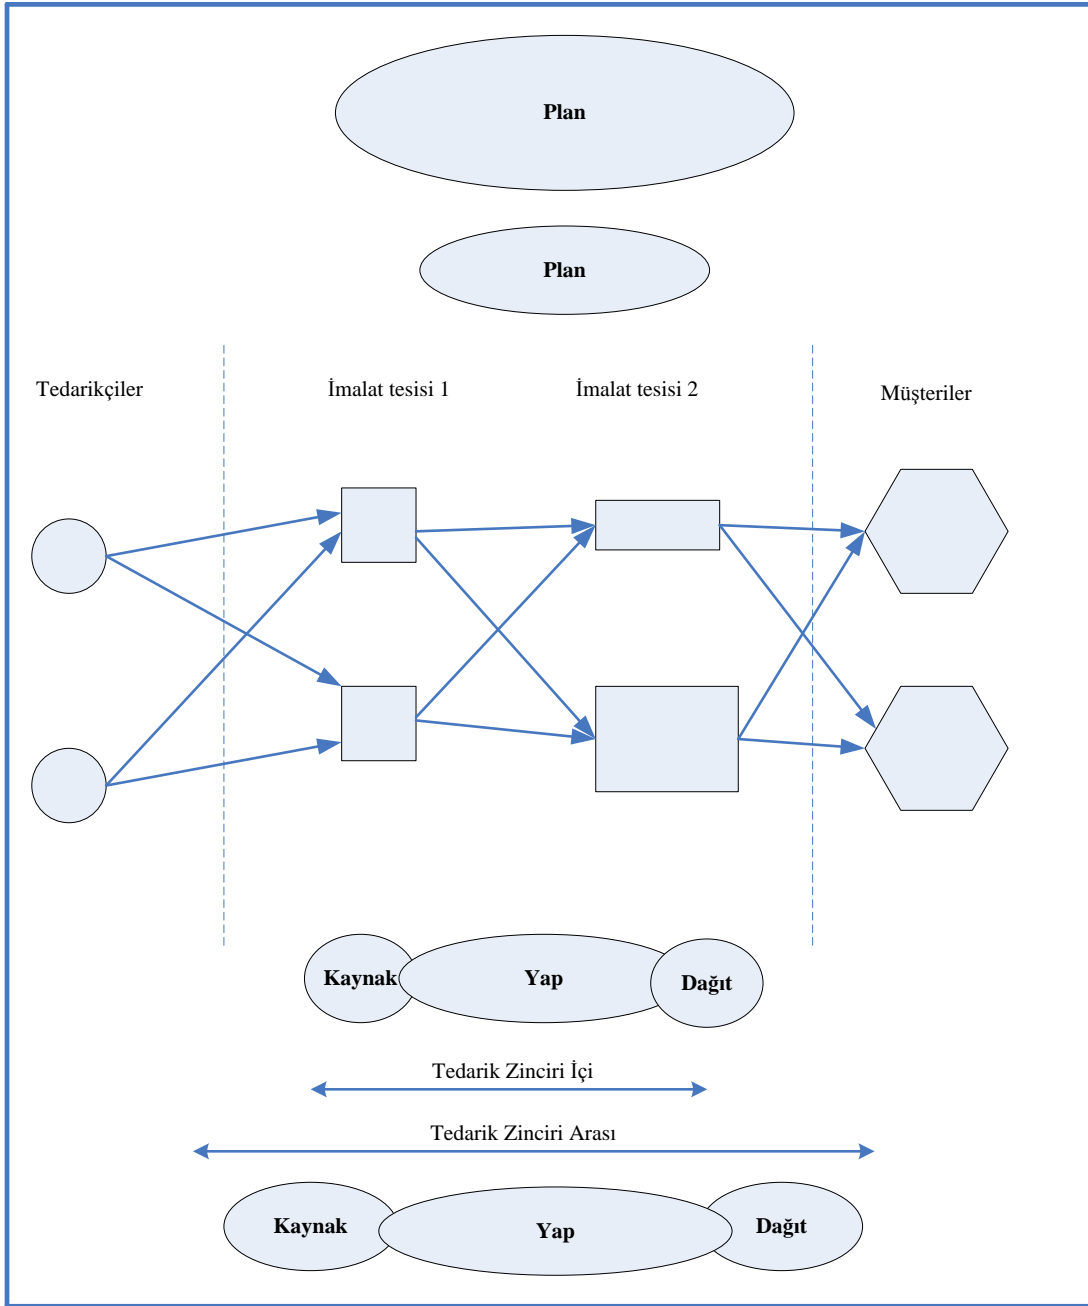 Plan
Plan
Tedarikçiler
İmalat tesisi 1
İmalat tesisi 2
Müşteriler
Kaynak
Yap
Dağıt
Tedarik Zinciri İçi
Tedarik Zinciri Arası
Kaynak
Yap
Dağıt